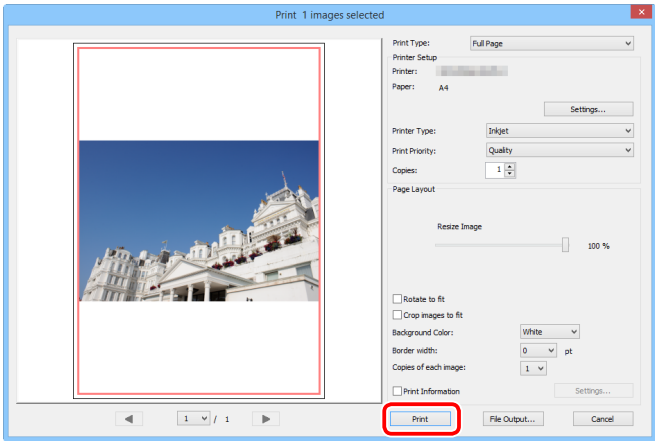 Print 1 images selected
Print Type: Full Page
Printer Setup
Printer:
Paper: A4
Settings...
Printer Type: Inkjet
Print Priority: Quality
Copies: 1
Page Layout
Resize Image
100 %
Rotate to fit
Crop images to fit
Background Color: White
Border width: 0 pt
Copies of each image: 1
Print Information Settings...
1 / 1
Print File Output... Cancel